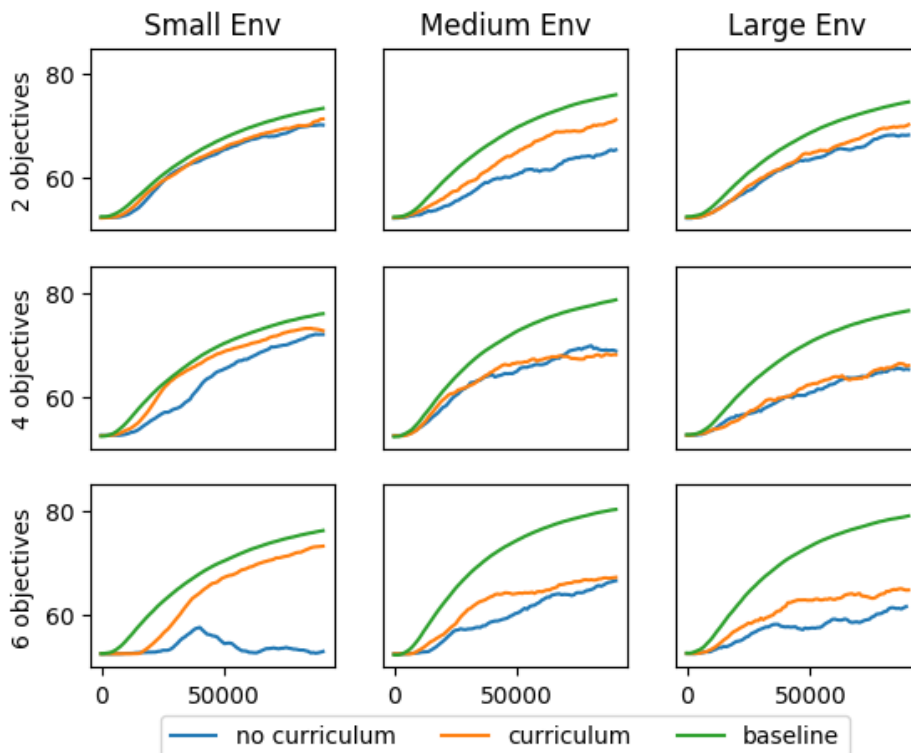 Small Env Medium Env Large Env
2 objectives
80
60
4 objectives
80
60
6 objectives
80
60
0 50000 0 50000 0 50000
no curriculum curriculum baseline